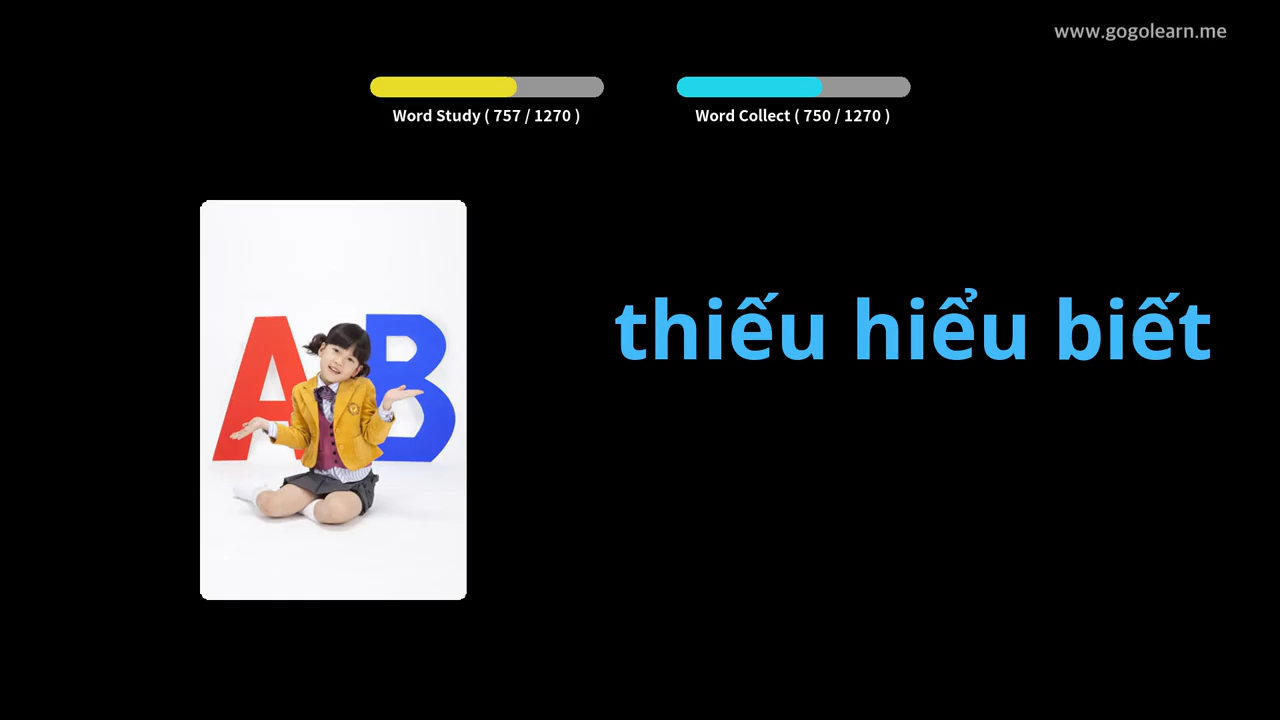 www.gogolearn.me
Word Study ( 757 / 1270 )
Word Collect ( 750 / 1270 )
A B
thiếu hiểu biết